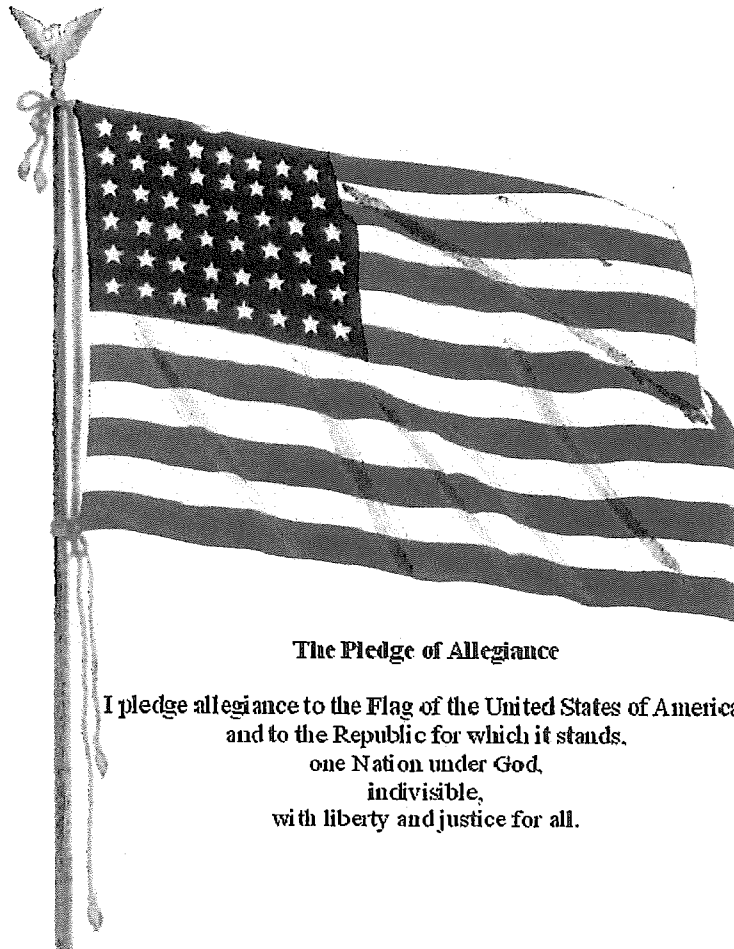 The Pledge of Allegiance
I pledge allegiance to the Flag of the United States of America
and to the Republic for which it stands,
one Nation under God,
indivisible,
with liberty and justice for all.